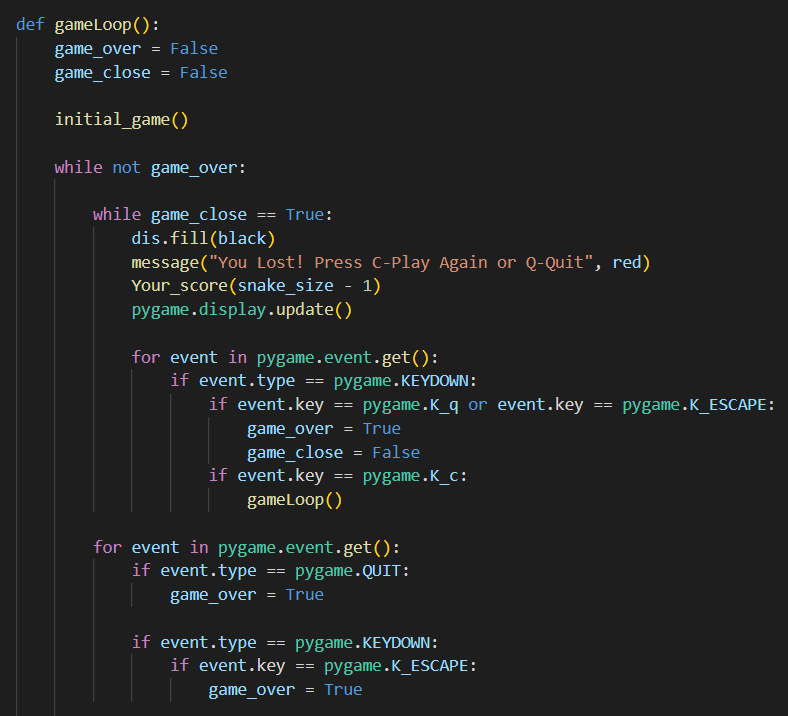 def gameLoop():
    game_over = False
    game_close = False

    initial_game()

    while not game_over:

        while game_close == True:
            dis.fill(black)
            message("You Lost! Press C-Play Again or Q-Quit", red)
            Your_score(snake_size - 1)
            pygame.display.update()

            for event in pygame.event.get():
                if event.type == pygame.KEYDOWN:
                    if event.key == pygame.K_q or event.key == pygame.K_ESCAPE:
                        game_over = True
                        game_close = False
                    if event.key == pygame.K_c:
                        gameLoop()

        for event in pygame.event.get():
            if event.type == pygame.QUIT:
                game_over = True

            if event.type == pygame.KEYDOWN:
                if event.key == pygame.K_ESCAPE:
                    game_over = True